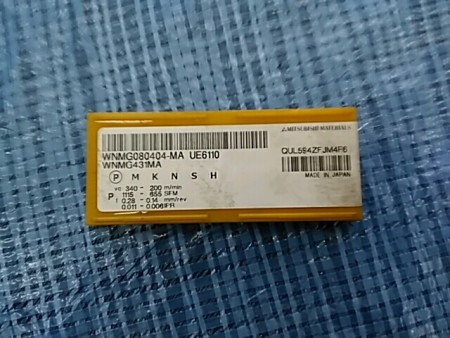 MITSUBISHI MATERIALS
WNMG080404-MA UE6110
WNMG431MA
QUL594ZFJM4R6
P M K N S H
MADE IN JAPAN
vc 340 - 200 m/min
P 1115 - 655 SFM
f 0.28 - 0.14 mm/rev
0.011 - 0.006IPR